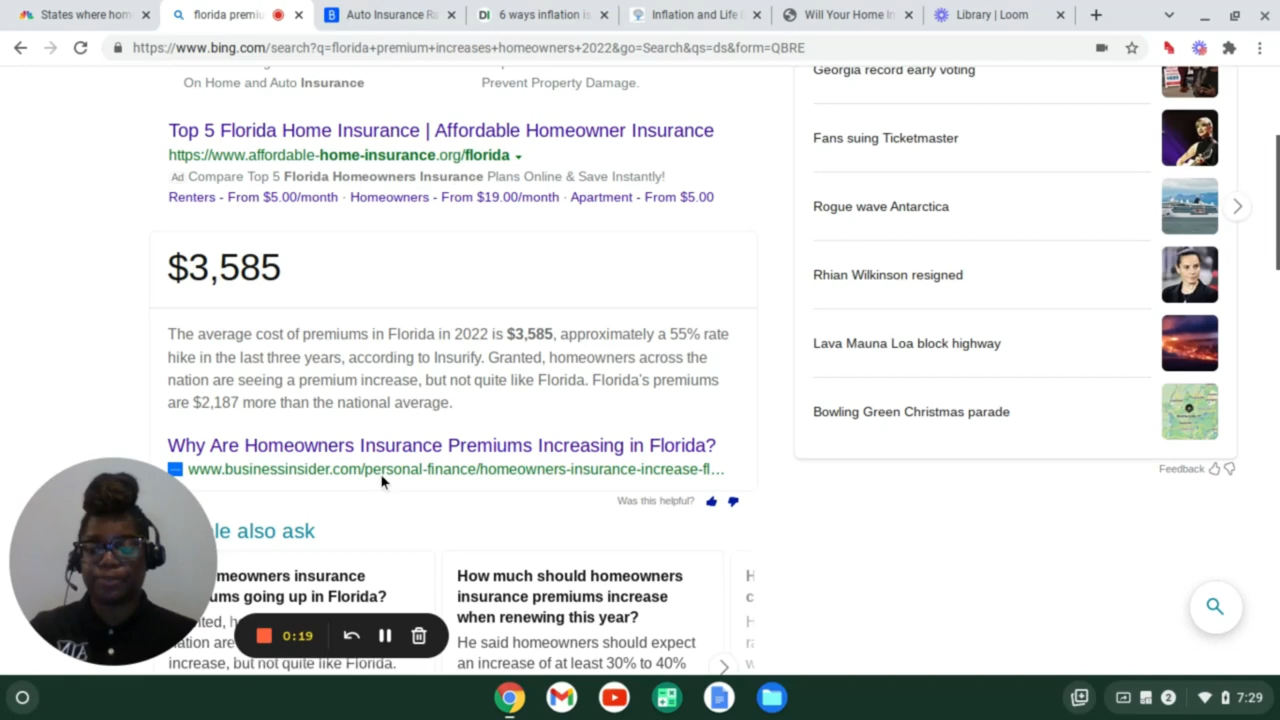 States where hom
florida premiu
Auto Insurance Ra
6 ways inflation is
Inflation and Life
Will Your Home In
Library | Loom
https://www.bing.com/search?q=florida+premium+increases+homeowners+2022&go=Search&qs=ds&form=QBRE
On Home and Auto Insurance
Prevent Property Damage.
Top 5 Florida Home Insurance | Affordable Homeowner Insurance
https://www.affordable-home-insurance.org/florida
Ad Compare Top 5 Florida Homeowners Insurance Plans Online & Save Instantly!
Renters - From $5.00/month · Homeowners - From $19.00/month · Apartment - From $5.00
$3,585
The average cost of premiums in Florida in 2022 is $3,585, approximately a 55% rate
hike in the last three years, according to Insurify. Granted, homeowners across the
nation are seeing a premium increase, but not quite like Florida. Florida's premiums
are $2,187 more than the national average.
Why Are Homeowners Insurance Premiums Increasing in Florida?
www.businessinsider.com/personal-finance/homeowners-insurance-increase-fl...
Was this helpful?
le also ask
meowners insurance
ums going up in Florida?
nation are
increase, but not quite like Florida.
How much should homeowners
insurance premiums increase
when renewing this year?
He said homeowners should expect
an increase of at least 30% to 40%
Georgia record early voting
Fans suing Ticketmaster
Rogue wave Antarctica
Rhian Wilkinson resigned
Lava Mauna Loa block highway
Bowling Green Christmas parade
Feedback
0:19
2
7:29